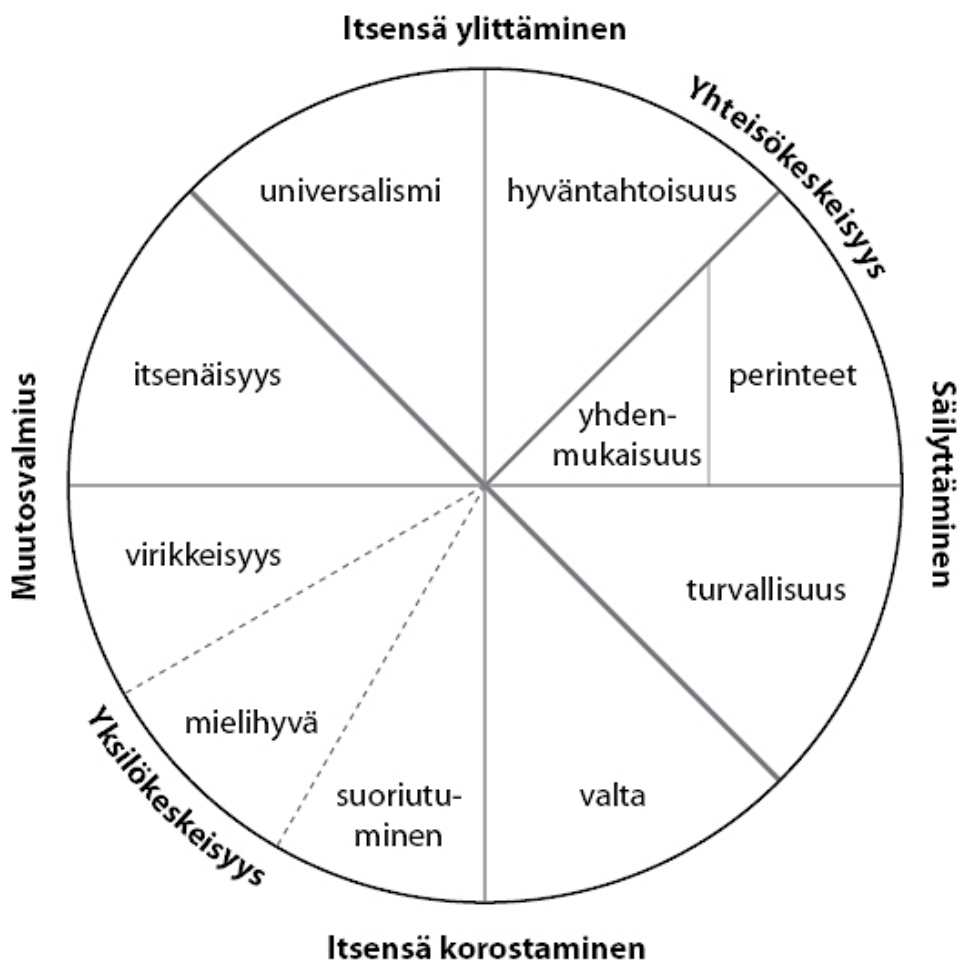 Itsensä ylittäminen
Yhteisökeskeisyys
universalismi
hyväntahtoisuus
itsenäisyys
perinteet
yhden-
mukaisuus
Muutosvalmius
Säilyttäminen
virikkeisyys
turvallisuus
mielihyvä
Yksilökeskeisyys
suoriutu-
minen
valta
Itsensä korostaminen